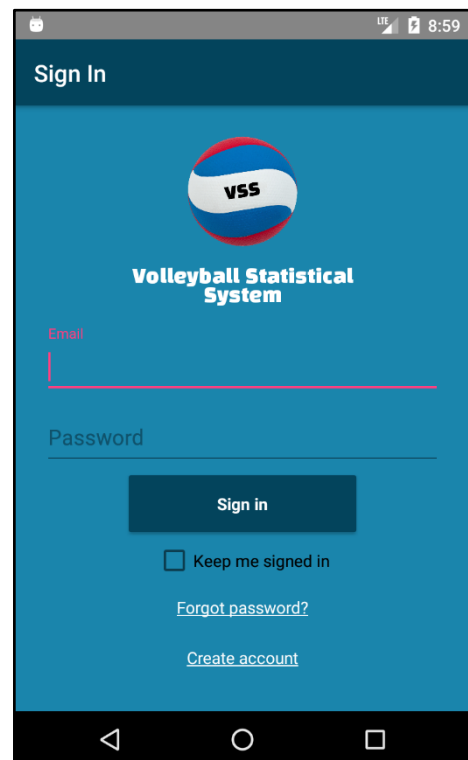 LTE 8:59
Sign In
VSS
Volleyball Statistical
System
Email
Password
Sign in
Keep me signed in
Forgot password?
Create account